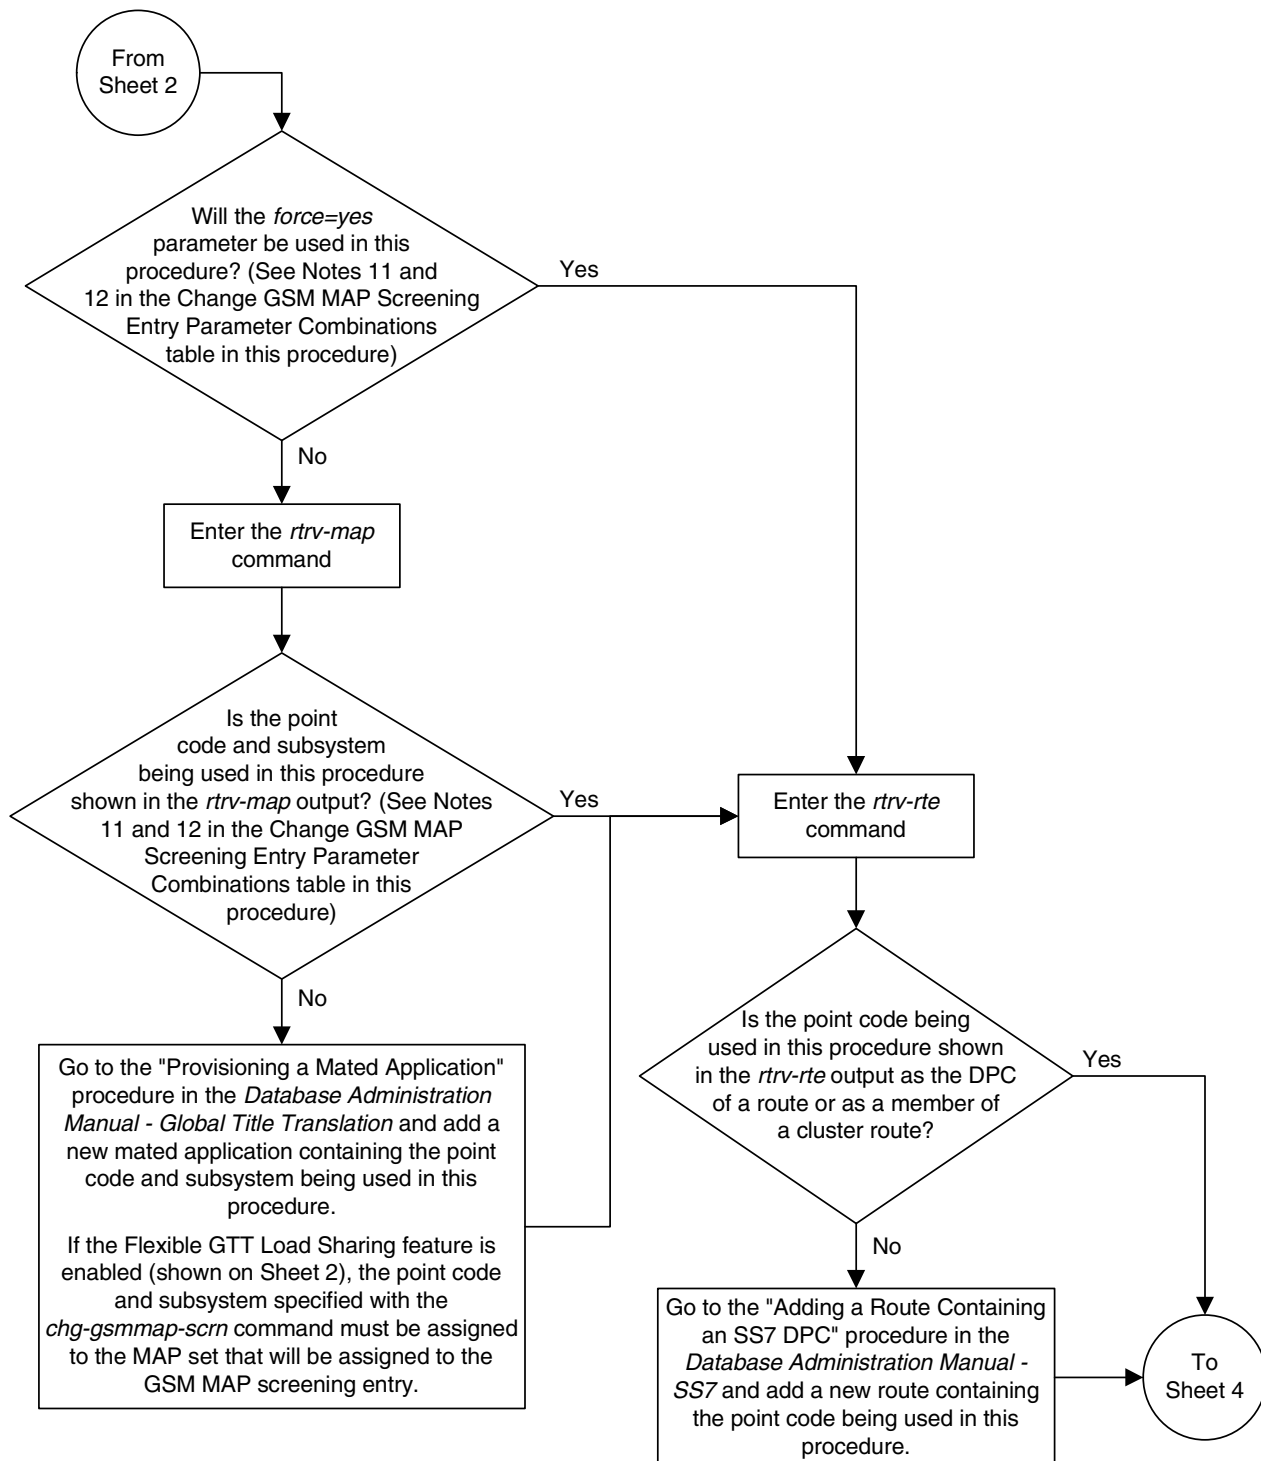 From
Sheet 2
Will the force=yes
parameter be used in this
procedure? (See Notes 11 and
12 in the Change GSM MAP Screening
Entry Parameter Combinations
table in this procedure)
Yes
No
Enter the rtrv-map
command
Is the point
code and subsystem
being used in this procedure
shown in the rtrv-map output? (See Notes
11 and 12 in the Change GSM MAP
Screening Entry Parameter
Combinations table in this
procedure)
Yes
No
Go to the "Provisioning a Mated Application"
procedure in the Database Administration
Manual - Global Title Translation and add a
new mated application containing the point
code and subsystem being used in this
procedure.
If the Flexible GTT Load Sharing feature is
enabled (shown on Sheet 2), the point code
and subsystem specified with the
chg-gsmmap-scrn command must be assigned
to the MAP set that will be assigned to the
GSM MAP screening entry.
Enter the rtrv-rte
command
Is the point code being
used in this procedure shown
in the rtrv-rte output as the DPC
of a route or as a member of
a cluster route?
Yes
No
Go to the "Adding a Route Containing
an SS7 DPC" procedure in the
Database Administration Manual -
SS7 and add a new route containing
the point code being used in this
procedure.
To
Sheet 4